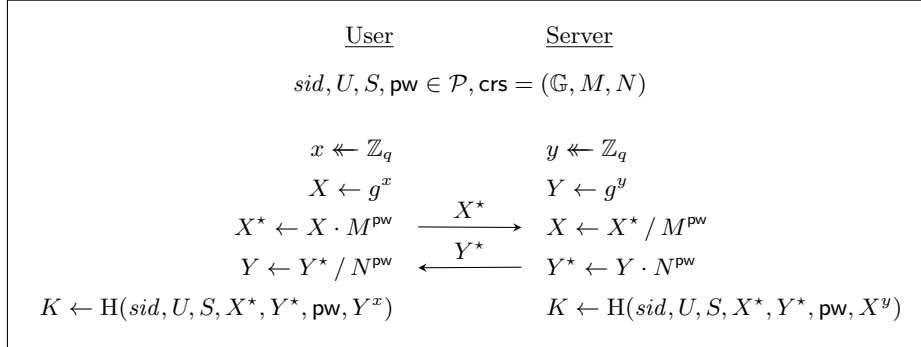 User Server
sid, U, S, pw ∈ P, crs = (𝔾, M, N)
x ↞ ℤ_q y ↞ ℤ_q
X ← g^x Y ← g^y
X^⋆ ← X · M^pw X^⋆ X ← X^⋆ / M^pw
Y ← Y^⋆ / N^pw Y^⋆ Y^⋆ ← Y · N^pw
K ← H(sid, U, S, X^⋆, Y^⋆, pw, Y^x) K ← H(sid, U, S, X^⋆, Y^⋆, pw, X^y)